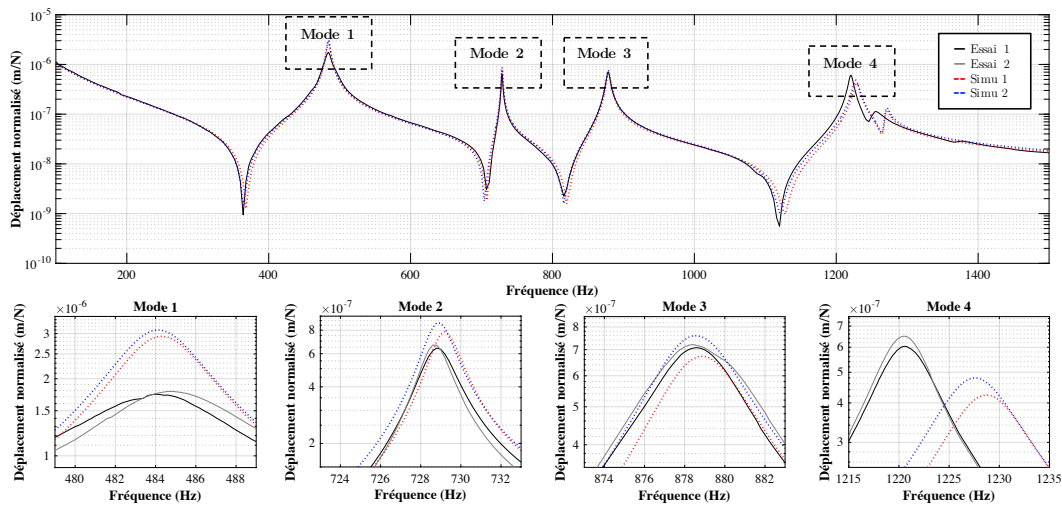 10^-5
10^-6
10^-7
10^-8
10^-9
10^-10
Déplacement normalisé (m/N)
Mode 1
Mode 2
Mode 3
Mode 4
Essai 1
Essai 2
Simu 1
Simu 2
200 400 600 800 1000 1200 1400
Fréquence (Hz)
Mode 1
×10^-6
Déplacement normalisé (m/N)
3
2.5
2
1.5
1
480 482 484 486 488
Fréquence (Hz)
Mode 2
×10^-7
Déplacement normalisé (m/N)
8
6
4
2
724 726 728 730 732
Fréquence (Hz)
Mode 3
×10^-7
Déplacement normalisé (m/N)
8
7
6
5
4
874 876 878 880 882
Fréquence (Hz)
Mode 4
×10^-7
Déplacement normalisé (m/N)
7
6
5
4
3
1215 1220 1225 1230 1235
Fréquence (Hz)